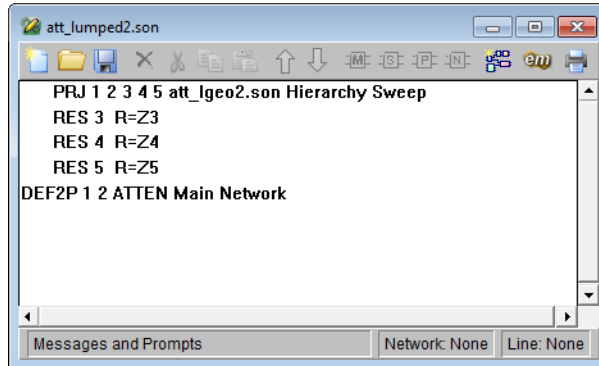 att_lumped2.son
M S P N em
PRJ 1 2 3 4 5 att_lgeo2.son Hierarchy Sweep
RES 3 R=Z3
RES 4 R=Z4
RES 5 R=Z5
DEF2P 1 2 ATTEN Main Network
Messages and Prompts Network: None Line: None